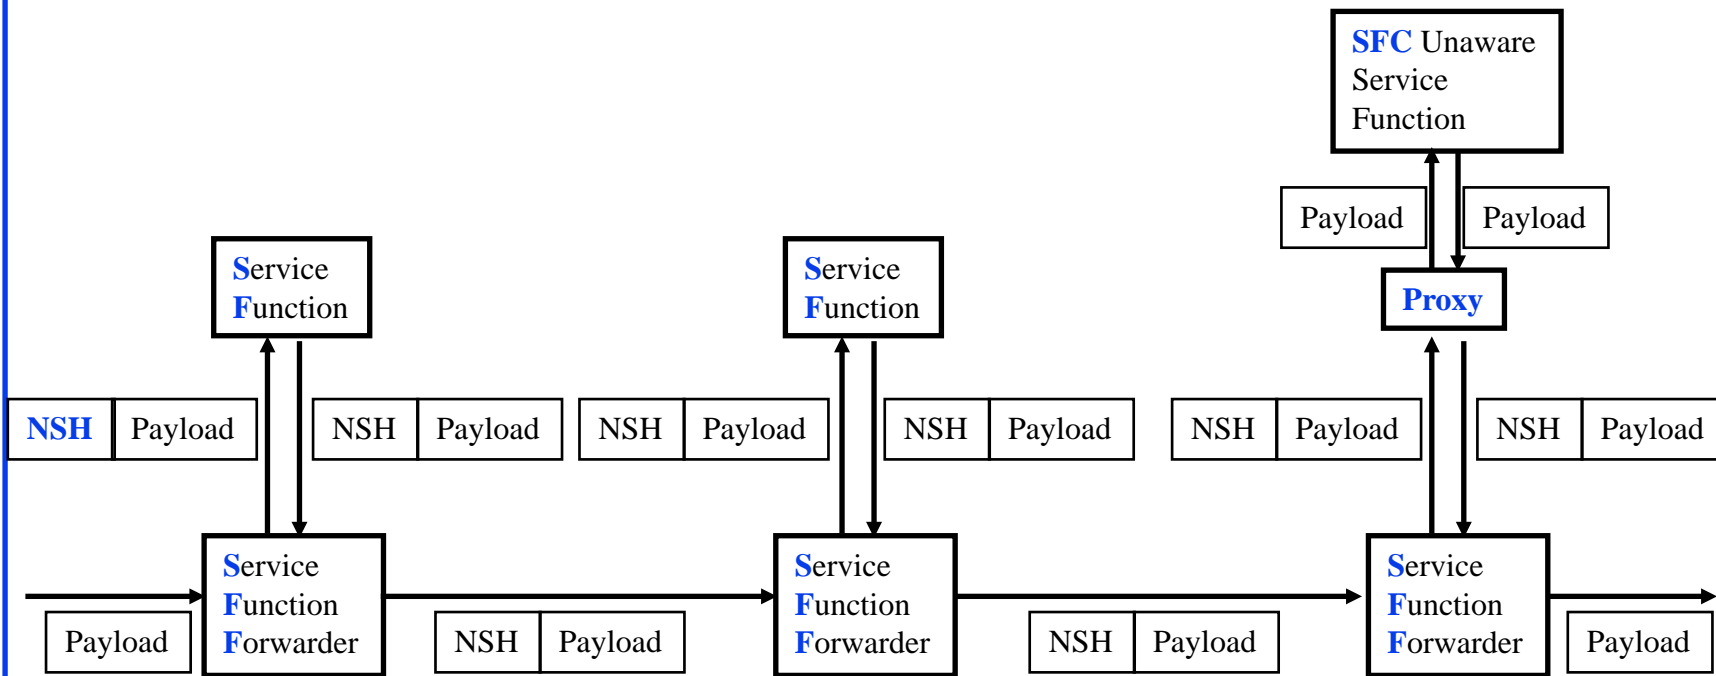 SFC Unaware
Service
Function
Payload
Payload
Service
Function
Service
Function
Proxy
NSH Payload
NSH Payload
NSH Payload
NSH Payload
NSH Payload
NSH Payload
Service
Function
Forwarder
Service
Function
Forwarder
Service
Function
Forwarder
Payload
NSH Payload
NSH Payload
Payload